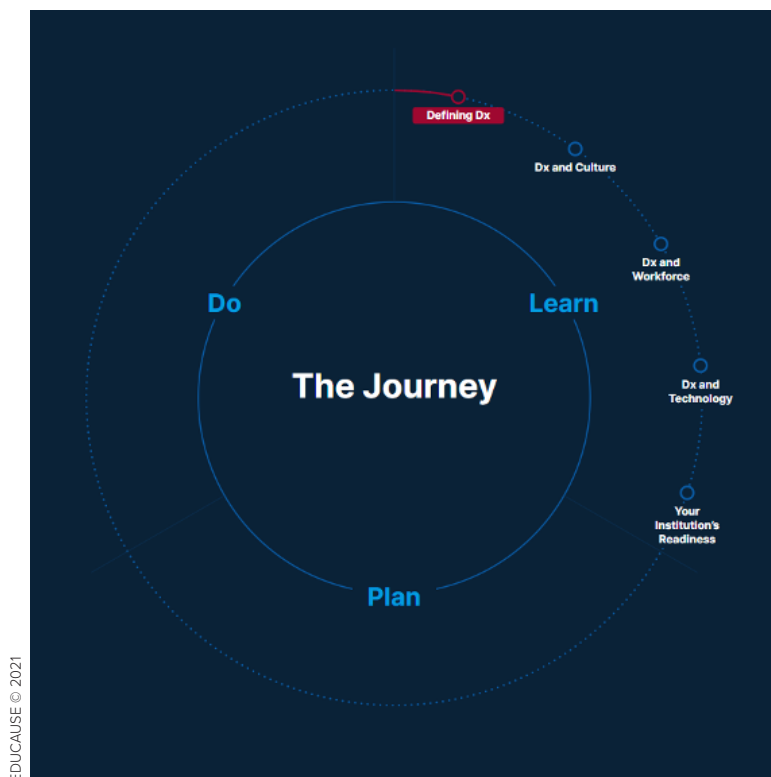 Defining Dx
Dx and Culture
Dx and
Workforce
Do
Learn
The Journey
Dx and
Technology
Your
Institution's
Readiness
Plan
EDUCAUSE © 2021